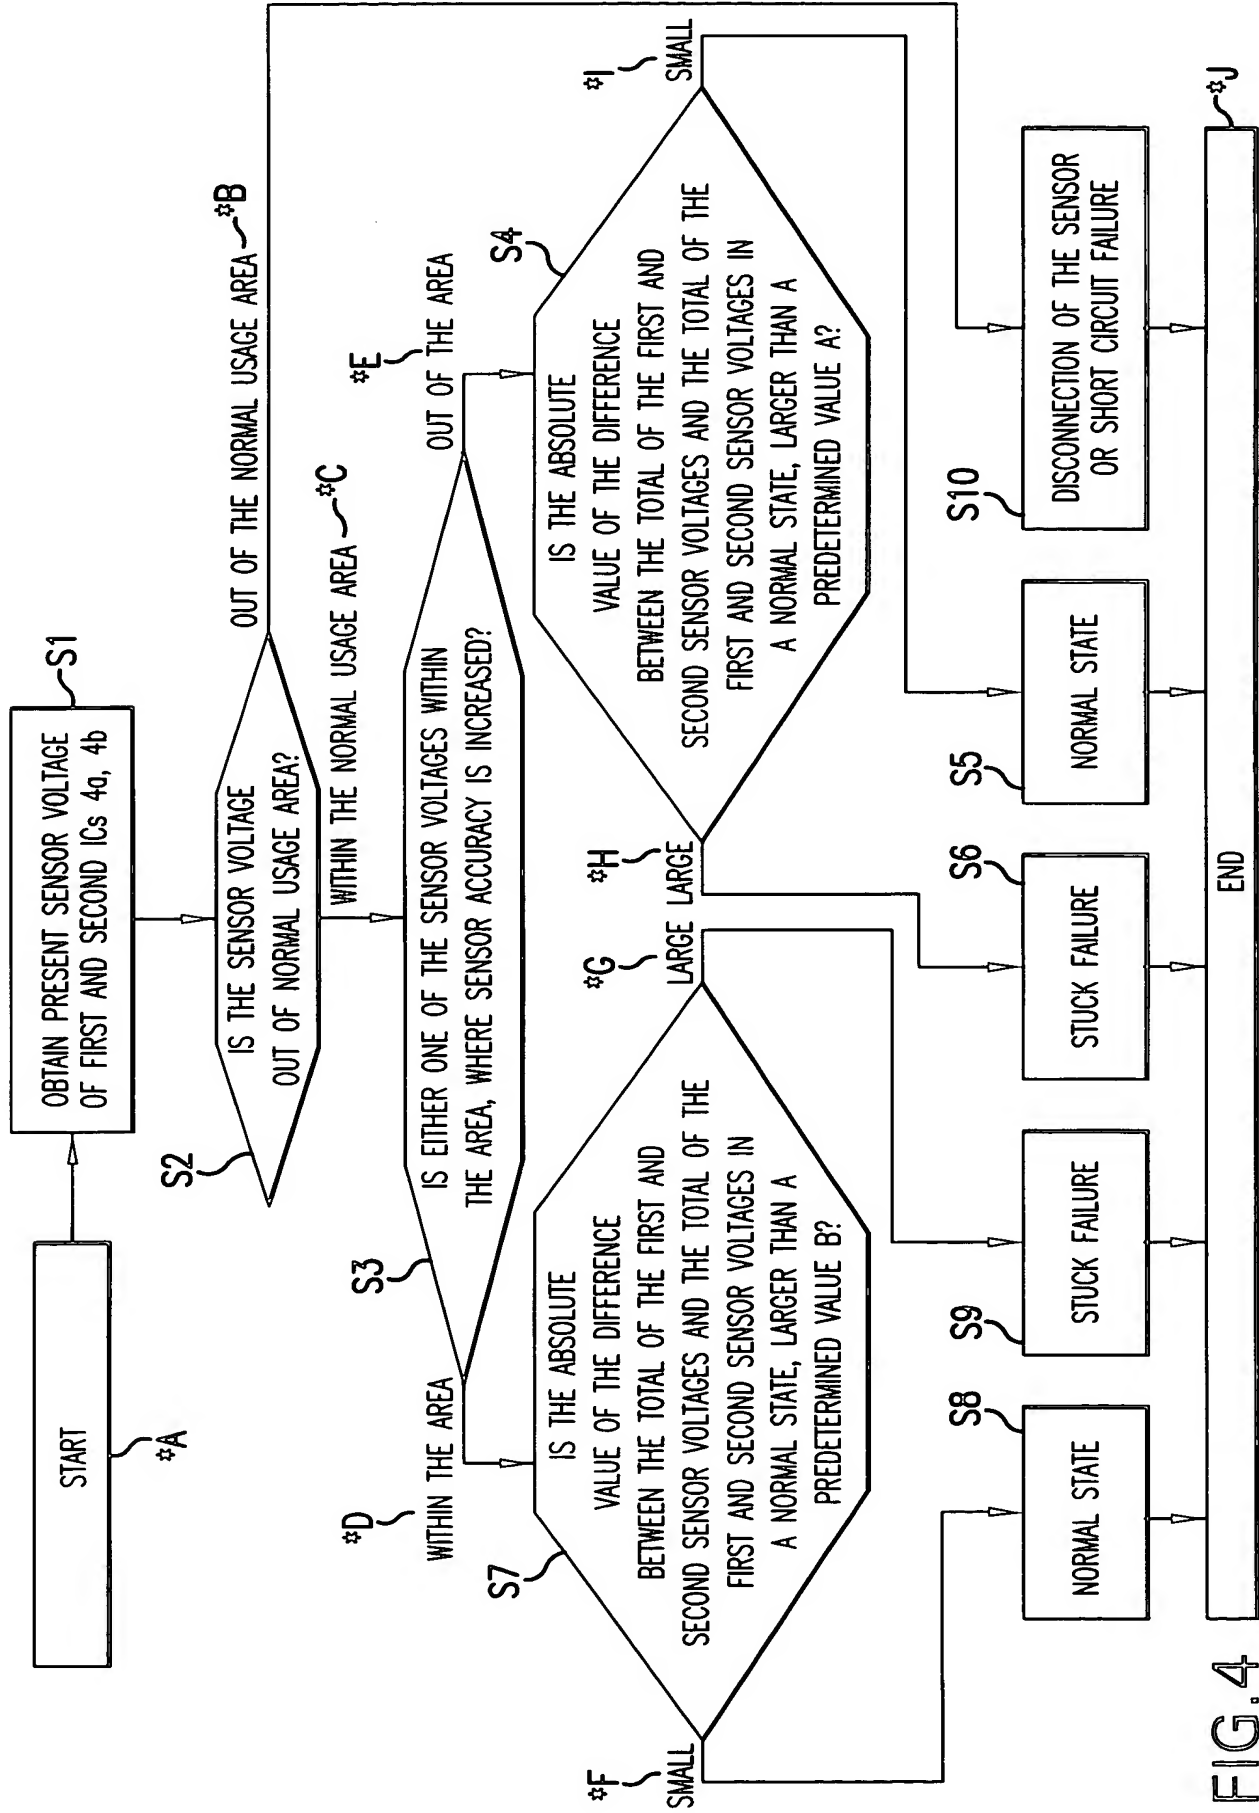 START
*A
OBTAIN PRESENT SENSOR VOLTAGE
OF FIRST AND SECOND ICs 4a, 4b
S1
S2
IS THE SENSOR VOLTAGE
OUT OF NORMAL USAGE AREA?
OUT OF THE NORMAL USAGE AREA
*B
WITHIN THE NORMAL USAGE AREA
*C
S3
IS EITHER ONE OF THE SENSOR VOLTAGES WITHIN
THE AREA, WHERE SENSOR ACCURACY IS INCREASED?
*D
WITHIN THE AREA
*E
OUT OF THE AREA
S7
IS THE ABSOLUTE
VALUE OF THE DIFFERENCE
BETWEEN THE TOTAL OF THE FIRST AND
SECOND SENSOR VOLTAGES AND THE TOTAL OF THE
FIRST AND SECOND SENSOR VOLTAGES IN
A NORMAL STATE, LARGER THAN A
PREDETERMINED VALUE B?
S4
IS THE ABSOLUTE
VALUE OF THE DIFFERENCE
BETWEEN THE TOTAL OF THE FIRST AND
SECOND SENSOR VOLTAGES AND THE TOTAL OF THE
FIRST AND SECOND SENSOR VOLTAGES IN
A NORMAL STATE, LARGER THAN A
PREDETERMINED VALUE A?
*F
SMALL
*G
LARGE
*H
LARGE
*I
SMALL
S8
NORMAL STATE
S9
STUCK FAILURE
S6
STUCK FAILURE
S5
NORMAL STATE
S10
DISCONNECTION OF THE SENSOR
OR SHORT CIRCUIT FAILURE
END
*J
FIG.4